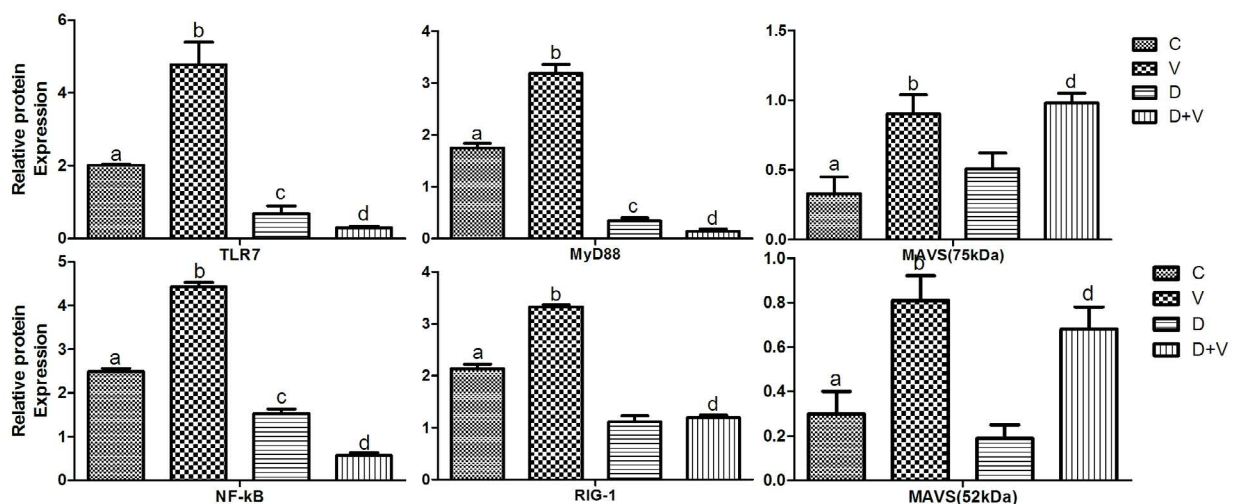 Relative protein
Expression
6
4
2
0
a
b
c
d
TLR7
4
3
2
1
0
a
b
c
d
MyD88
1.5
1.0
0.5
0.0
a
b
d
MAVS(75kDa)
C
V
D
D+V
Relative protein
Expression
5
4
3
2
1
0
a
b
c
d
NF-kB
4
3
2
1
0
a
b
d
RIG-1
0.8
0.6
0.4
0.2
0.0
a
b
d
MAVS(52kDa)
C
V
D
D+V